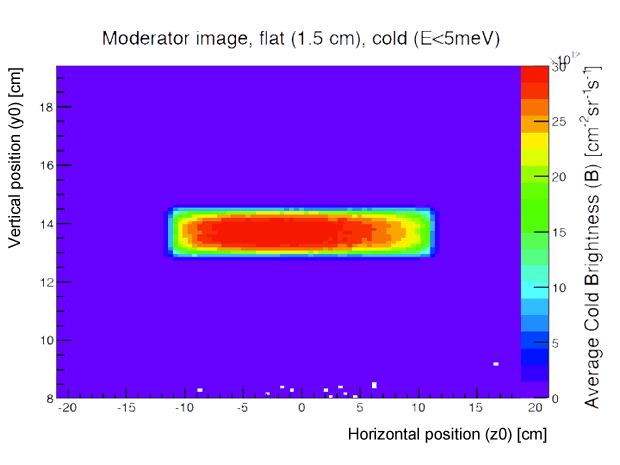 Moderator image, flat (1.5 cm), cold (E<5meV)
×10¹²
Vertical position (y0) [cm]
18
16
14
12
10
8
-20 -15 -10 -5 0 5 10 15 20
Horizontal position (z0) [cm]
30
25
20
15
10
5
0
Average Cold Brightness (B) [cm⁻²sr⁻¹s⁻¹]